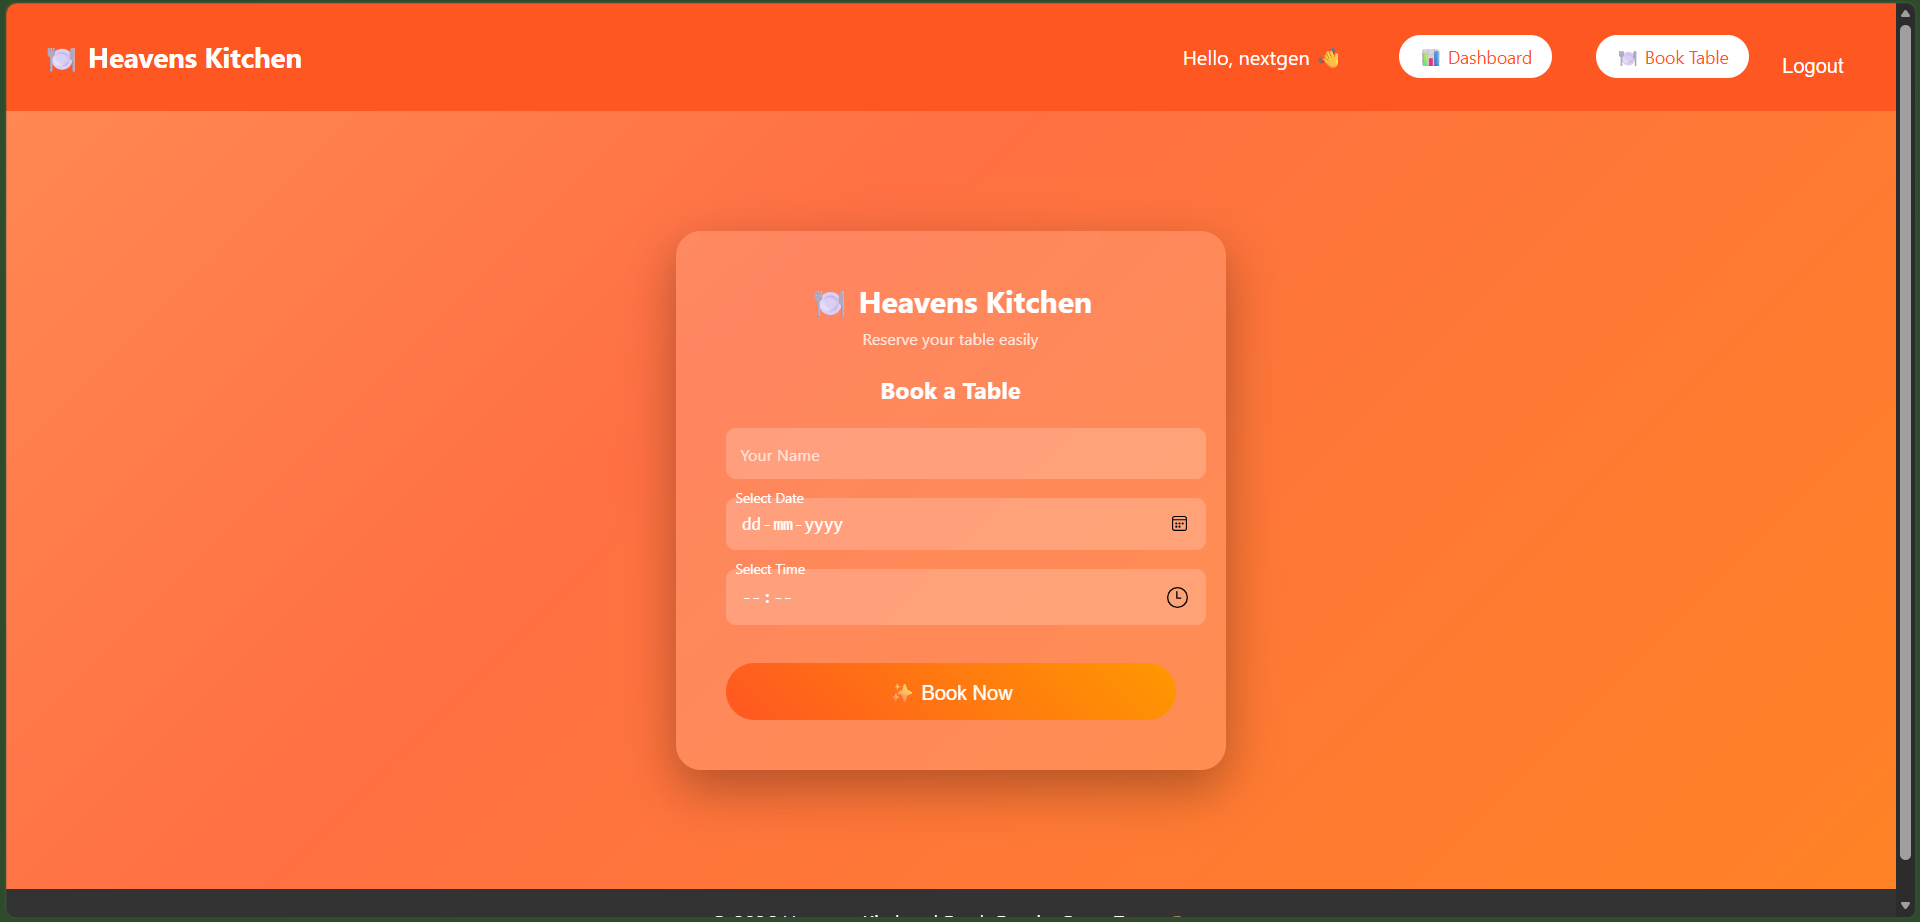 Heavens Kitchen
Hello, nextgen 👋
Dashboard
Book Table
Logout
Heavens Kitchen
Reserve your table easily
Book a Table
Your Name
Select Date
dd-mm-yyyy
Select Time
--:--
Book Now